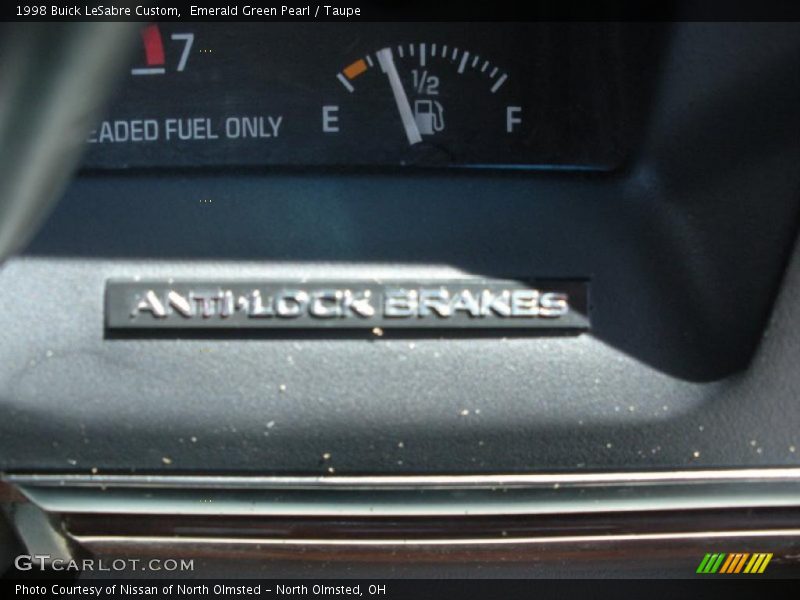 1998 Buick LeSabre Custom,  Emerald Green Pearl / Taupe
7
1/2
E
F
EADED FUEL ONLY
ANTI-LOCK BRAKES
GTCARLOT.COM
Photo Courtesy of Nissan of North Olmsted - North Olmsted, OH